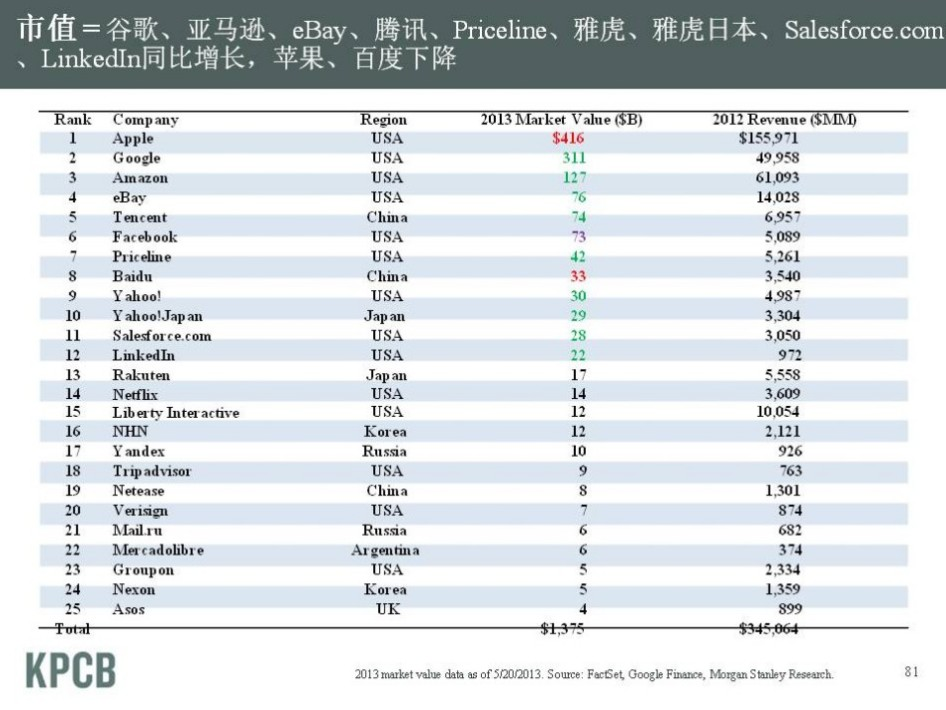 市值＝谷歌、亚马逊、eBay、腾讯、Priceline、雅虎、雅虎日本、Salesforce.com
、LinkedIn同比增长，苹果、百度下降
Rank Company Region 2013 Market Value ($B) 2012 Revenue ($MM)
1 Apple USA $416 $155,971
2 Google USA 311 49,958
3 Amazon USA 127 61,093
4 eBay USA 76 14,028
5 Tencent China 74 6,957
6 Facebook USA 73 5,089
7 Priceline USA 42 5,261
8 Baidu China 33 3,540
9 Yahoo! USA 30 4,987
10 Yahoo!Japan Japan 29 3,304
11 Salesforce.com USA 28 3,050
12 LinkedIn USA 22 972
13 Rakuten Japan 17 5,558
14 Netflix USA 14 3,609
15 Liberty Interactive USA 12 10,054
16 NHN Korea 12 2,121
17 Yandex Russia 10 926
18 Tripadvisor USA 9 763
19 Netease China 8 1,301
20 Verisign USA 7 874
21 Mail.ru Russia 6 682
22 Mercadolibre Argentina 6 374
23 Groupon USA 5 2,334
24 Nexon Korea 5 1,359
25 Asos UK 4 899
Total $1,375 $345,064
KPCB 2013 market value data as of 5/20/2013. Source: FactSet, Google Finance, Morgan Stanley Research. 81